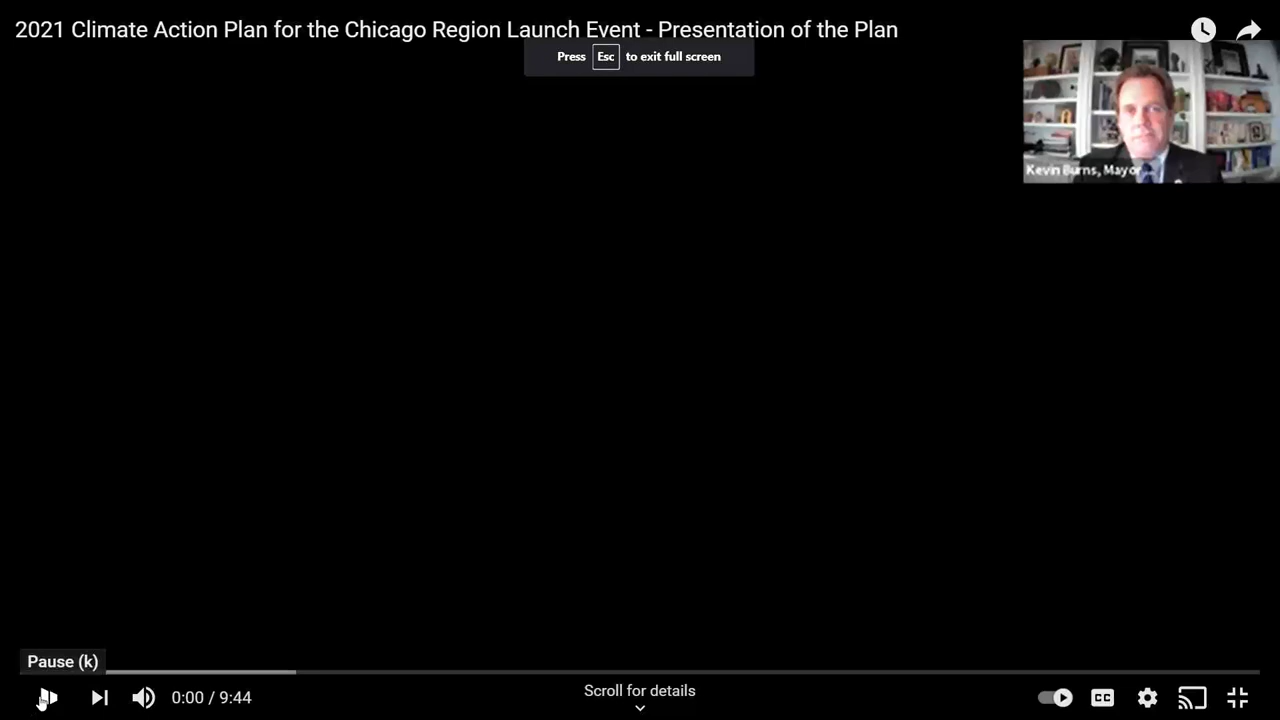 2021 Climate Action Plan for the Chicago Region Launch Event - Presentation of the Plan
Press Esc to exit full screen
Kevin Burns, Mayor
Pause (k)
0:00 / 9:44
Scroll for details
CC